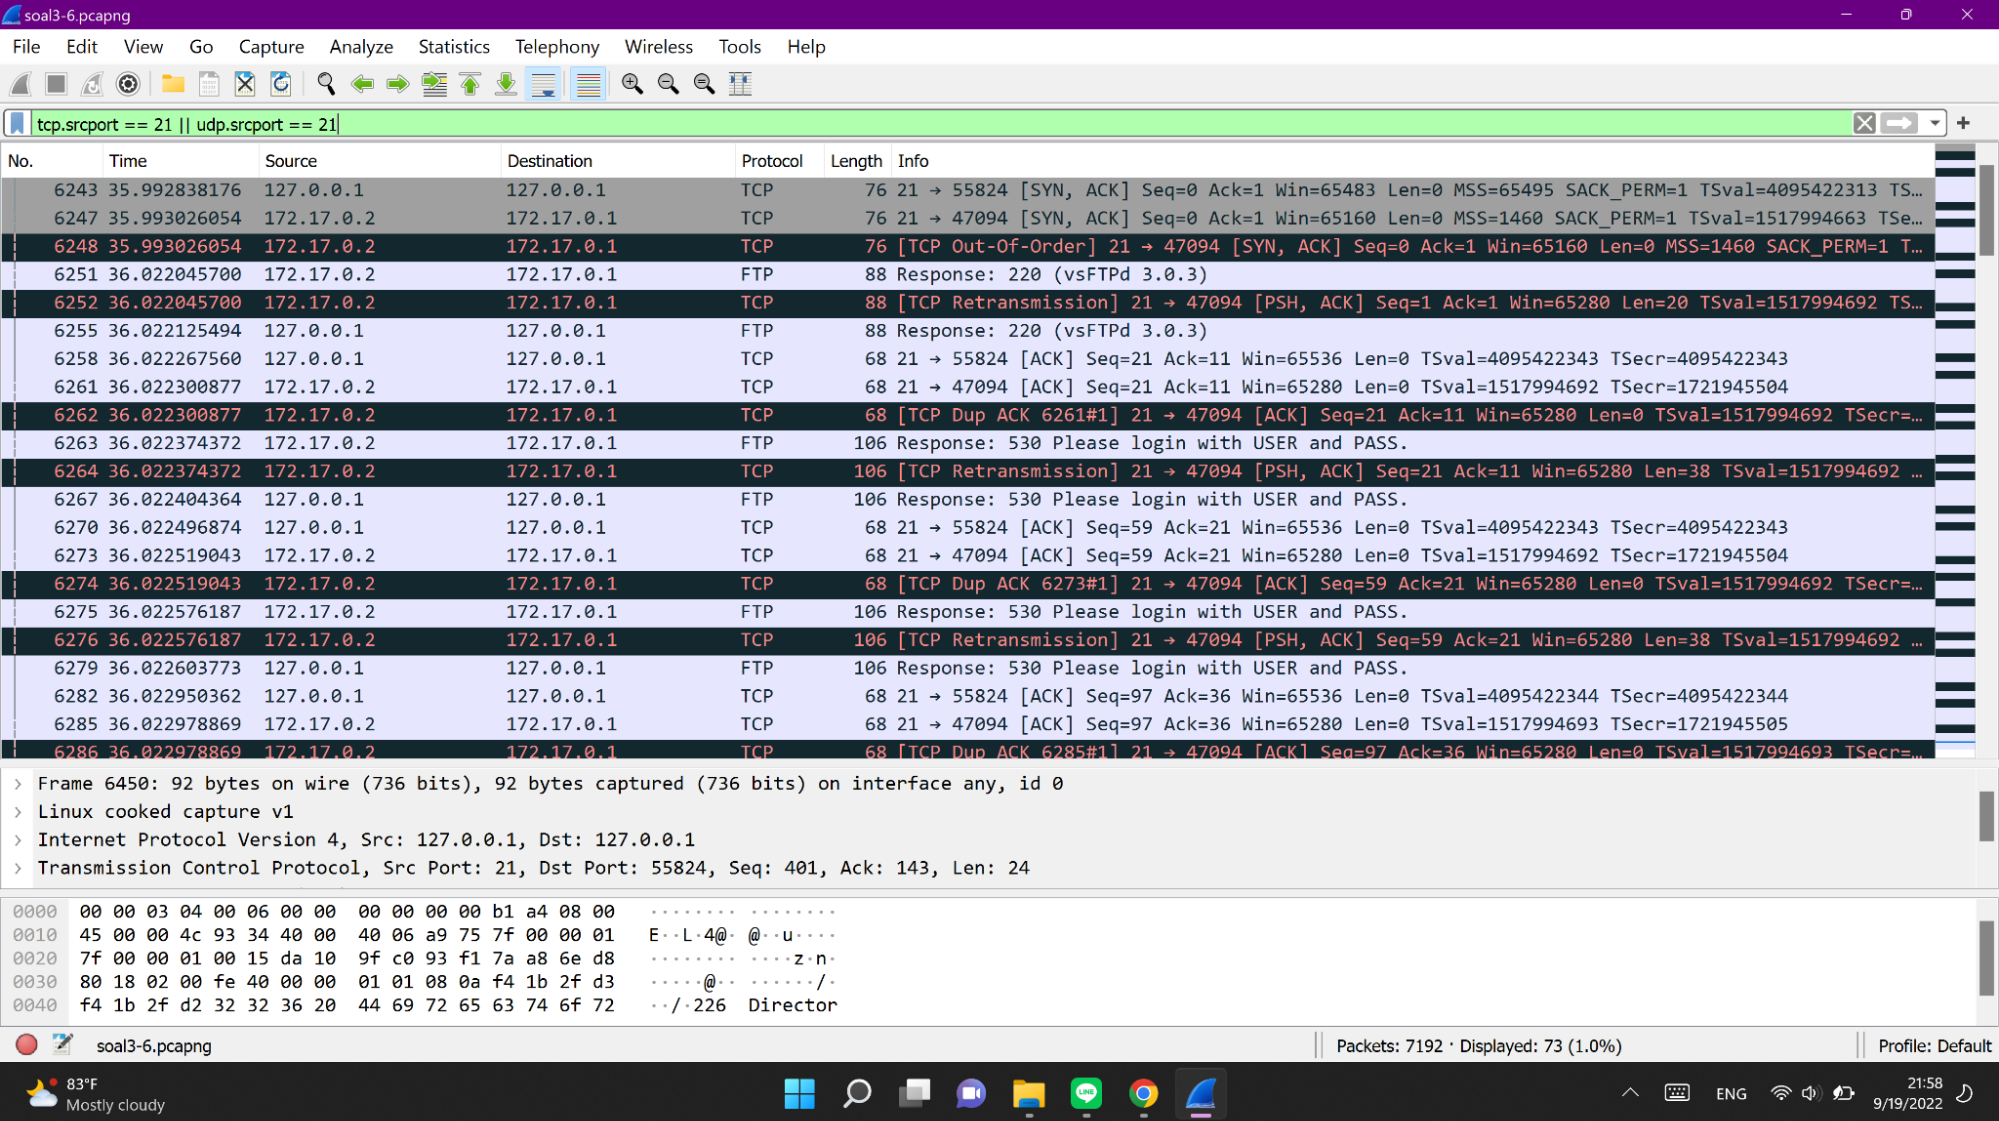 soal3-6.pcapng
File Edit View Go Capture Analyze Statistics Telephony Wireless Tools Help
tcp.srcport == 21 || udp.srcport == 21
No. Time Source Destination Protocol Length Info
6243 35.992838176 127.0.0.1 127.0.0.1 TCP 76 21 → 55824 [SYN, ACK] Seq=0 Ack=1 Win=65483 Len=0 MSS=65495 SACK_PERM=1 TSval=4095422313 TS…
6247 35.993026054 172.17.0.2 172.17.0.1 TCP 76 21 → 47094 [SYN, ACK] Seq=0 Ack=1 Win=65160 Len=0 MSS=1460 SACK_PERM=1 TSval=1517994663 TSe…
6248 35.993026054 172.17.0.2 172.17.0.1 TCP 76 [TCP Out-Of-Order] 21 → 47094 [SYN, ACK] Seq=0 Ack=1 Win=65160 Len=0 MSS=1460 SACK_PERM=1 T…
6251 36.022045700 172.17.0.2 172.17.0.1 FTP 88 Response: 220 (vsFTPd 3.0.3)
6252 36.022045700 172.17.0.2 172.17.0.1 TCP 88 [TCP Retransmission] 21 → 47094 [PSH, ACK] Seq=1 Ack=1 Win=65280 Len=20 TSval=1517994692 TS…
6255 36.022125494 127.0.0.1 127.0.0.1 FTP 88 Response: 220 (vsFTPd 3.0.3)
6258 36.022267560 127.0.0.1 127.0.0.1 TCP 68 21 → 55824 [ACK] Seq=21 Ack=11 Win=65536 Len=0 TSval=4095422343 TSecr=4095422343
6261 36.022300877 172.17.0.2 172.17.0.1 TCP 68 21 → 47094 [ACK] Seq=21 Ack=11 Win=65280 Len=0 TSval=1517994692 TSecr=1721945504
6262 36.022300877 172.17.0.2 172.17.0.1 TCP 68 [TCP Dup ACK 6261#1] 21 → 47094 [ACK] Seq=21 Ack=11 Win=65280 Len=0 TSval=1517994692 TSecr=…
6263 36.022374372 172.17.0.2 172.17.0.1 FTP 106 Response: 530 Please login with USER and PASS.
6264 36.022374372 172.17.0.2 172.17.0.1 TCP 106 [TCP Retransmission] 21 → 47094 [PSH, ACK] Seq=21 Ack=11 Win=65280 Len=38 TSval=1517994692 …
6267 36.022404364 127.0.0.1 127.0.0.1 FTP 106 Response: 530 Please login with USER and PASS.
6270 36.022496874 127.0.0.1 127.0.0.1 TCP 68 21 → 55824 [ACK] Seq=59 Ack=21 Win=65536 Len=0 TSval=4095422343 TSecr=4095422343
6273 36.022519043 172.17.0.2 172.17.0.1 TCP 68 21 → 47094 [ACK] Seq=59 Ack=21 Win=65280 Len=0 TSval=1517994692 TSecr=1721945504
6274 36.022519043 172.17.0.2 172.17.0.1 TCP 68 [TCP Dup ACK 6273#1] 21 → 47094 [ACK] Seq=59 Ack=21 Win=65280 Len=0 TSval=1517994692 TSecr=…
6275 36.022576187 172.17.0.2 172.17.0.1 FTP 106 Response: 530 Please login with USER and PASS.
6276 36.022576187 172.17.0.2 172.17.0.1 TCP 106 [TCP Retransmission] 21 → 47094 [PSH, ACK] Seq=59 Ack=21 Win=65280 Len=38 TSval=1517994692 …
6279 36.022603773 127.0.0.1 127.0.0.1 FTP 106 Response: 530 Please login with USER and PASS.
6282 36.022950362 127.0.0.1 127.0.0.1 TCP 68 21 → 55824 [ACK] Seq=97 Ack=36 Win=65536 Len=0 TSval=4095422344 TSecr=4095422344
6285 36.022978869 172.17.0.2 172.17.0.1 TCP 68 21 → 47094 [ACK] Seq=97 Ack=36 Win=65280 Len=0 TSval=1517994693 TSecr=1721945505
6286 36.022978869 172.17.0.2 172.17.0.1 TCP 68 [TCP Dup ACK 6285#1] 21 → 47094 [ACK] Seq=97 Ack=36 Win=65280 Len=0 TSval=1517994693 TSecr=…
Frame 6450: 92 bytes on wire (736 bits), 92 bytes captured (736 bits) on interface any, id 0
Linux cooked capture v1
Internet Protocol Version 4, Src: 127.0.0.1, Dst: 127.0.0.1
Transmission Control Protocol, Src Port: 21, Dst Port: 55824, Seq: 401, Ack: 143, Len: 24
0000 00 00 03 04 00 06 00 00 00 00 00 00 b1 a4 08 00 ········ ········
0010 45 00 00 4c 93 34 40 00 40 06 a9 75 7f 00 00 01 E··L·4@· @··u····
0020 7f 00 00 01 00 15 da 10 9f c0 93 f1 7a a8 6e d8 ········ ····z·n·
0030 80 18 02 00 fe 40 00 00 01 01 08 0a f4 1b 2f d3 ·····@·· ······/·
0040 f4 1b 2f d2 32 32 36 20 44 69 72 65 63 74 6f 72 ··/·226 Director
soal3-6.pcapng Packets: 7192 · Displayed: 73 (1.0%) Profile: Default
83°F
Mostly cloudy
LINE
ENG
21:58
9/19/2022